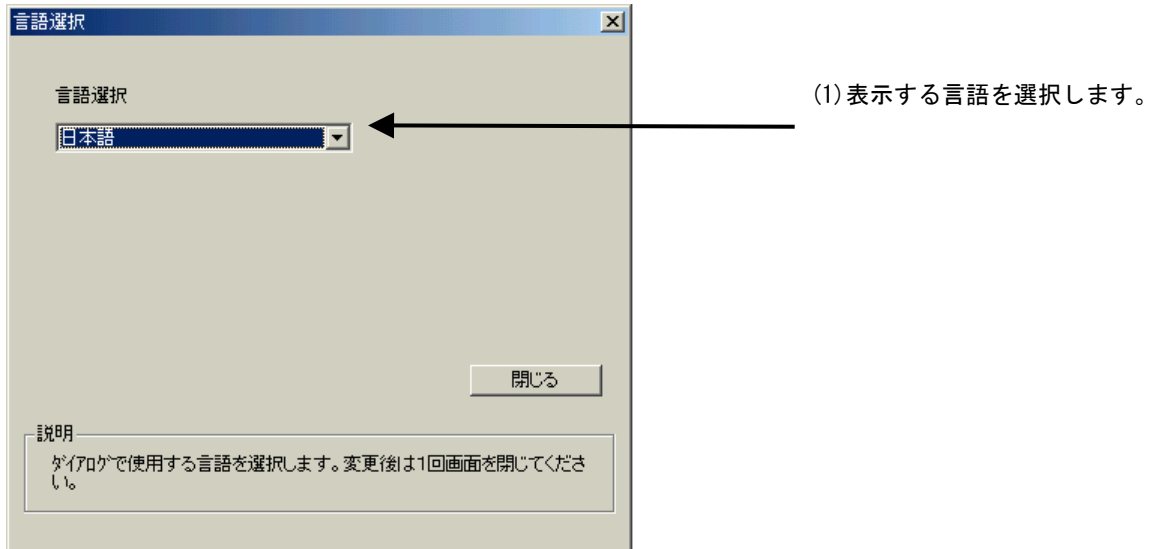 言語選択
言語選択
(1)表示する言語を選択します。
日本語
閉じる
説明
ﾀﾞｲｱﾛｸﾞで使用する言語を選択します。変更後は1回画面を閉じてくださ
い。